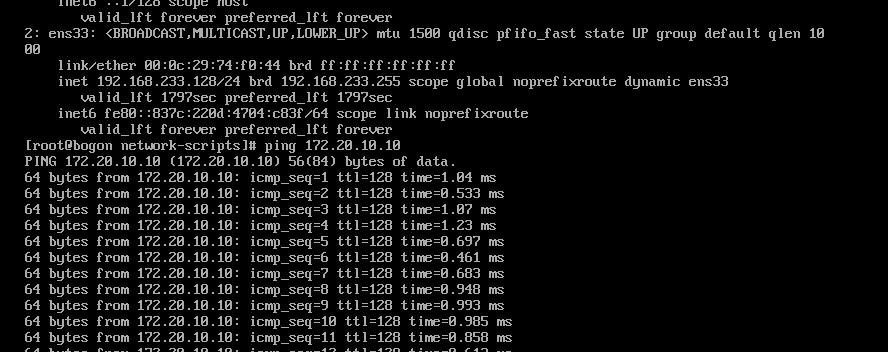 inet6 ::1/128 scope host
valid_lft forever preferred_lft forever
2: ens33: <BROADCAST,MULTICAST,UP,LOWER_UP> mtu 1500 qdisc pfifo_fast state UP group default qlen 10
00
link/ether 00:0c:29:74:f0:44 brd ff:ff:ff:ff:ff:ff
inet 192.168.233.128/24 brd 192.168.233.255 scope global noprefixroute dynamic ens33
valid_lft 1797sec preferred_lft 1797sec
inet6 fe80::837c:220d:4704:c83f/64 scope link noprefixroute
valid_lft forever preferred_lft forever
[root@bogon network-scripts]# ping 172.20.10.10
PING 172.20.10.10 (172.20.10.10) 56(84) bytes of data.
64 bytes from 172.20.10.10: icmp_seq=1 ttl=128 time=1.04 ms
64 bytes from 172.20.10.10: icmp_seq=2 ttl=128 time=0.533 ms
64 bytes from 172.20.10.10: icmp_seq=3 ttl=128 time=1.07 ms
64 bytes from 172.20.10.10: icmp_seq=4 ttl=128 time=1.23 ms
64 bytes from 172.20.10.10: icmp_seq=5 ttl=128 time=0.697 ms
64 bytes from 172.20.10.10: icmp_seq=6 ttl=128 time=0.461 ms
64 bytes from 172.20.10.10: icmp_seq=7 ttl=128 time=0.683 ms
64 bytes from 172.20.10.10: icmp_seq=8 ttl=128 time=0.948 ms
64 bytes from 172.20.10.10: icmp_seq=9 ttl=128 time=0.993 ms
64 bytes from 172.20.10.10: icmp_seq=10 ttl=128 time=0.985 ms
64 bytes from 172.20.10.10: icmp_seq=11 ttl=128 time=0.858 ms
64 bytes from 172.20.10.10: icmp_seq=12 ttl=128